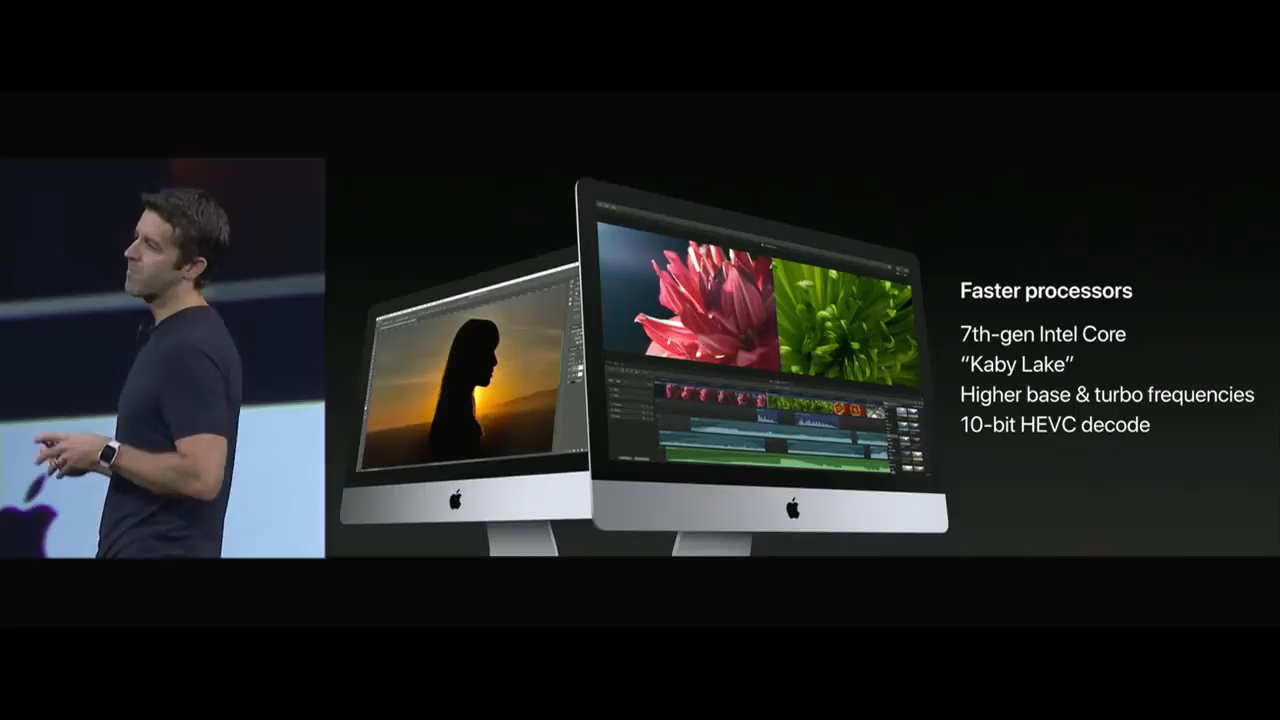 Faster processors
7th-gen Intel Core
“Kaby Lake”
Higher base & turbo frequencies
10-bit HEVC decode